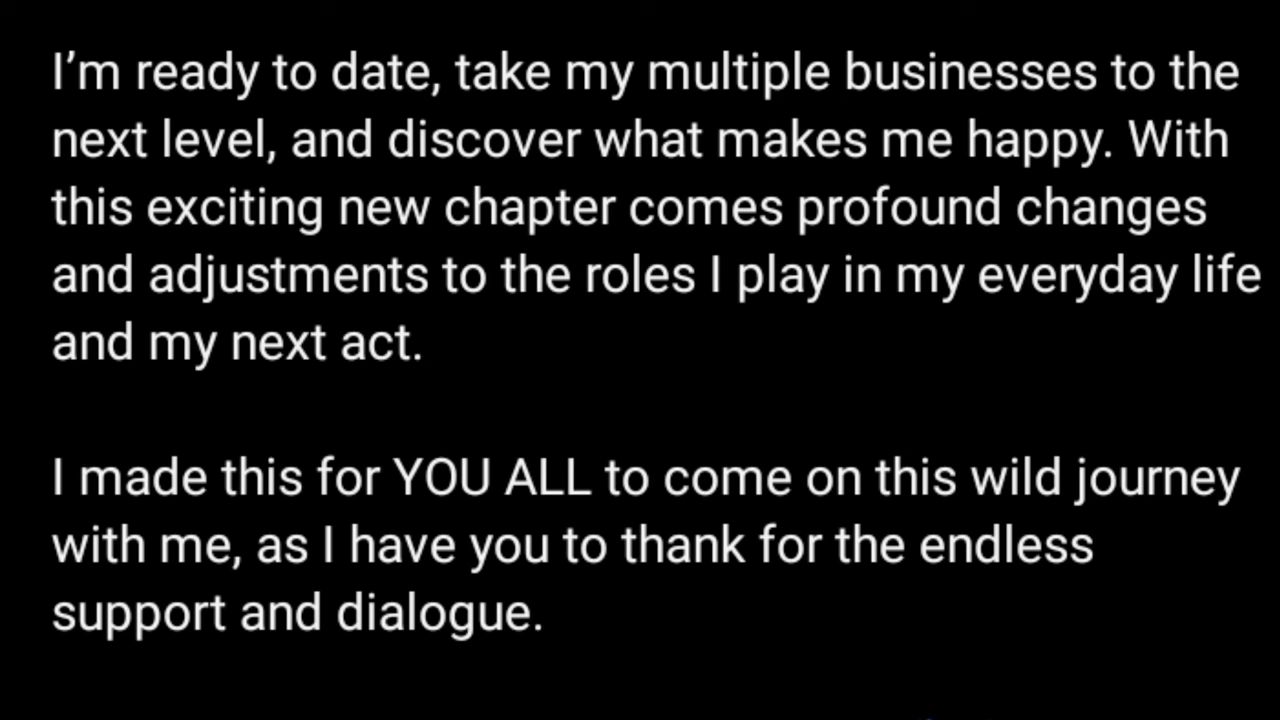 I’m ready to date, take my multiple businesses to the
next level, and discover what makes me happy. With
this exciting new chapter comes profound changes
and adjustments to the roles I play in my everyday life
and my next act.
I made this for YOU ALL to come on this wild journey
with me, as I have you to thank for the endless
support and dialogue.